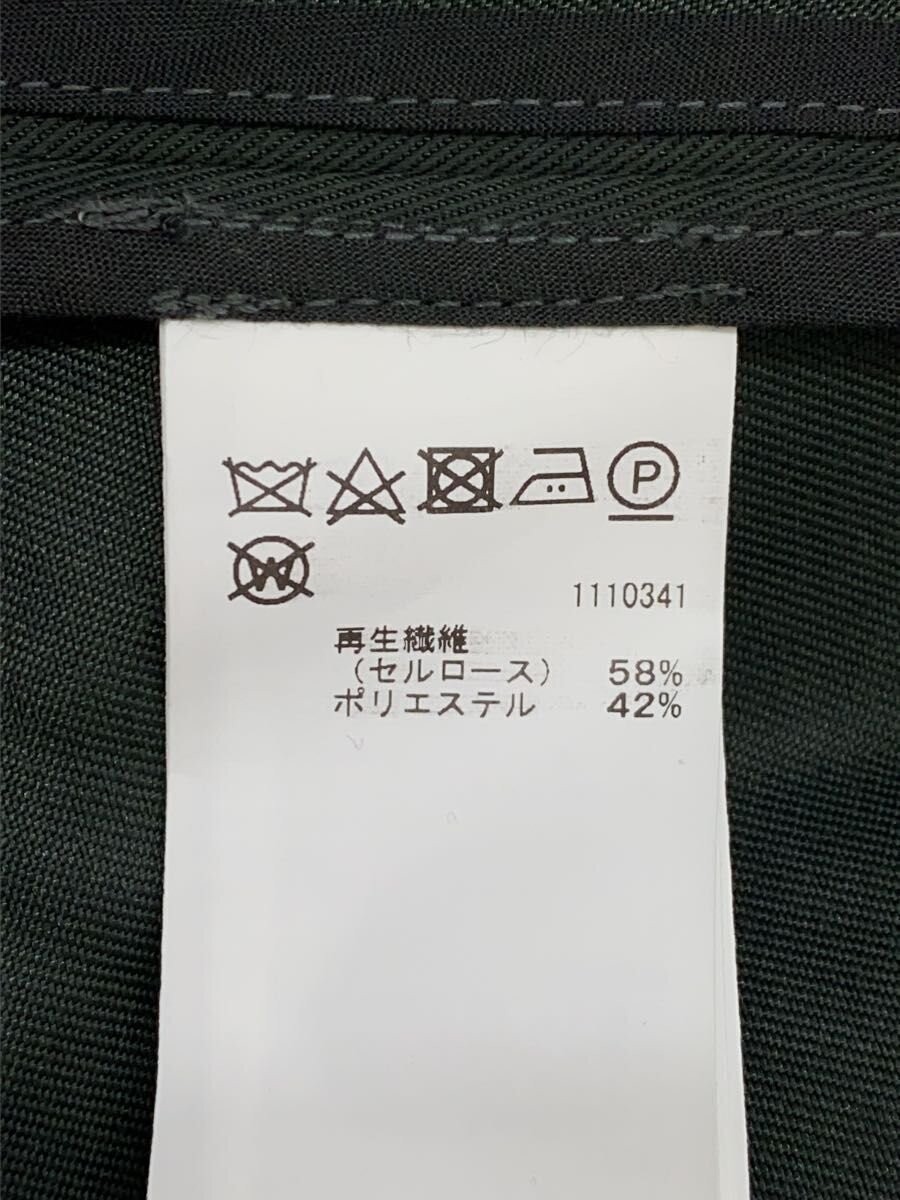 P
W
1110341
再生繊維
(セルロース) 58%
ポリエステル 42%